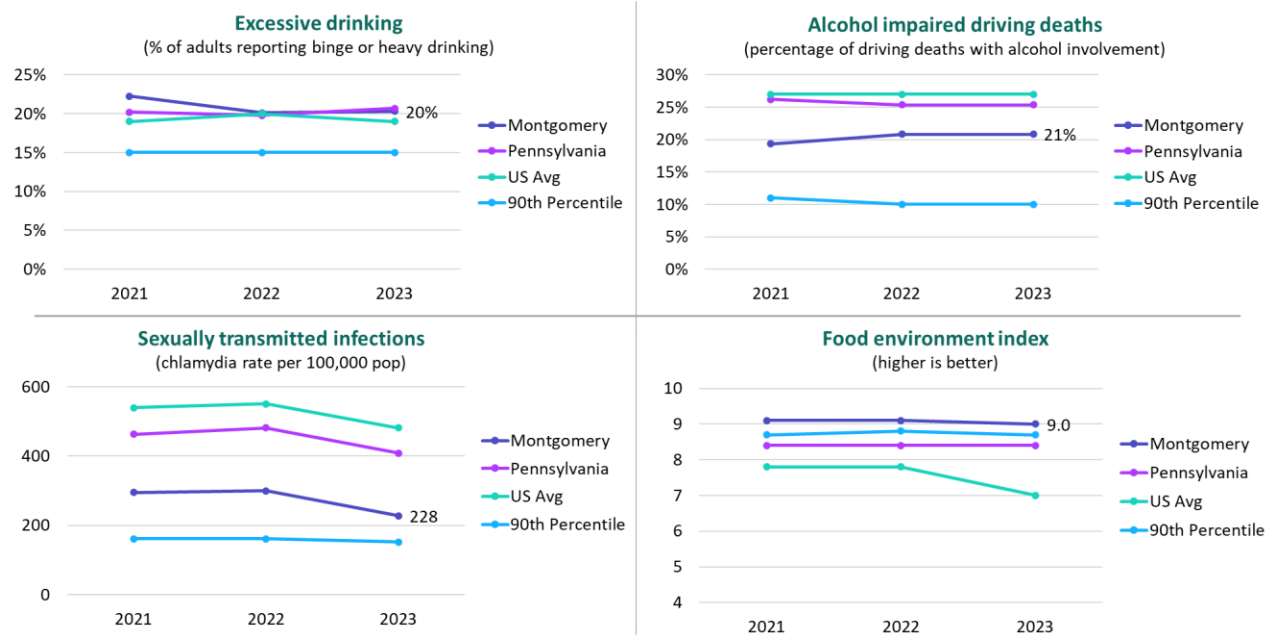 Excessive drinking
(% of adults reporting binge or heavy drinking)
25%
20%
15%
10%
5%
0%
20%
2021
2022
2023
Montgomery
Pennsylvania
US Avg
90th Percentile
Alcohol impaired driving deaths
(percentage of driving deaths with alcohol involvement)
30%
25%
20%
15%
10%
5%
0%
21%
2021
2022
2023
Montgomery
Pennsylvania
US Avg
90th Percentile
Sexually transmitted infections
(chlamydia rate per 100,000 pop)
600
400
200
0
228
2021
2022
2023
Montgomery
Pennsylvania
US Avg
90th Percentile
Food environment index
(higher is better)
10
9
8
7
6
5
4
9.0
2021
2022
2023
Montgomery
Pennsylvania
US Avg
90th Percentile